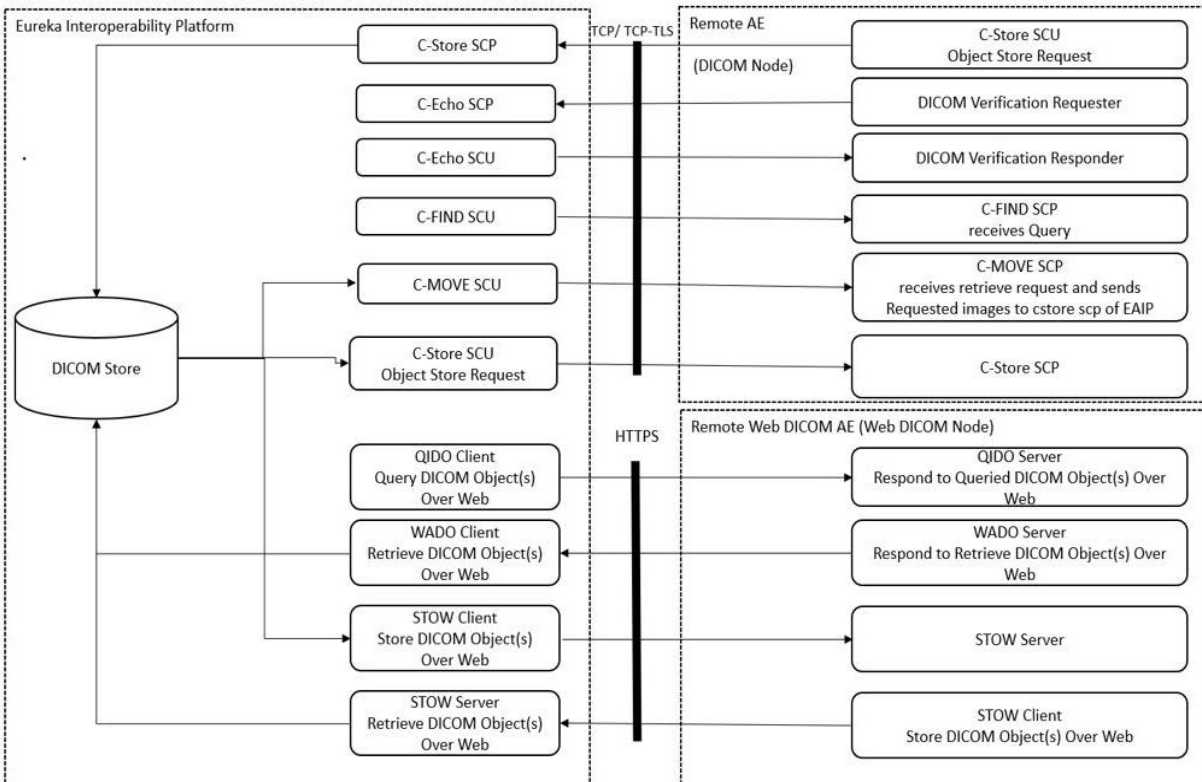 Eureka Interoperability Platform
C-Store SCP
C-Echo SCP
C-Echo SCU
C-FIND SCU
C-MOVE SCU
C-Store SCU
Object Store Request
DICOM Store
QIDO Client
Query DICOM Object(s)
Over Web
WADO Client
Retrieve DICOM Object(s)
Over Web
STOW Client
Store DICOM Object(s)
Over Web
STOW Server
Retrieve DICOM Object(s)
Over Web
TCP/ TCP-TLS
HTTPS
Remote AE
(DICOM Node)
C-Store SCU
Object Store Request
DICOM Verification Requester
DICOM Verification Responder
C-FIND SCP
receives Query
C-MOVE SCP
receives retrieve request and sends
Requested images to cstore scp of EAIP
C-Store SCP
Remote Web DICOM AE (Web DICOM Node)
QIDO Server
Respond to Queried DICOM Object(s) Over
Web
WADO Server
Respond to Retrieve DICOM Object(s) Over
Web
STOW Server
STOW Client
Store DICOM Object(s) Over Web